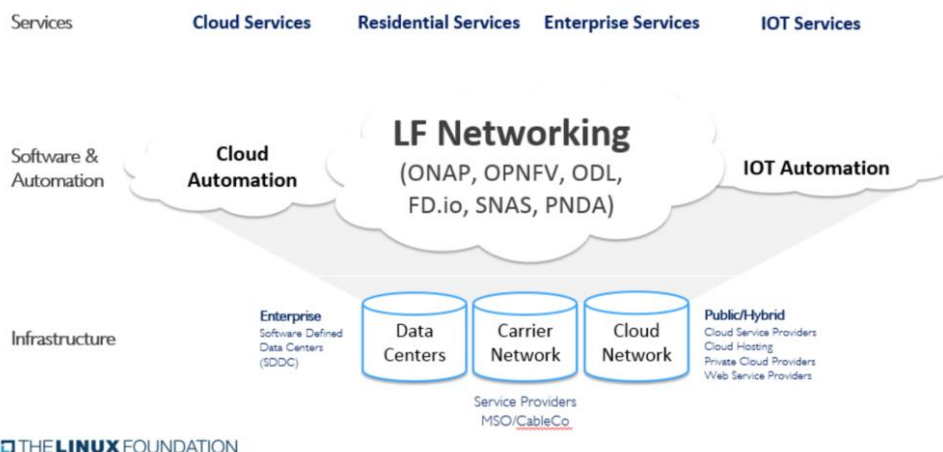 Services
Cloud Services
Residential Services
Enterprise Services
IOT Services
Software &
Automation
Cloud
Automation
LF Networking
(ONAP, OPNFV, ODL,
FD.io, SNAS, PNDA)
IOT Automation
Infrastructure
Enterprise
Software Defined
Data Centers
(SDDC)
Data
Centers
Carrier
Network
Cloud
Network
Public/Hybrid
Cloud Service Providers
Cloud Hosting
Private Cloud Providers
Web Service Providers
Service Providers
MSO/CableCo
THE LINUX FOUNDATION